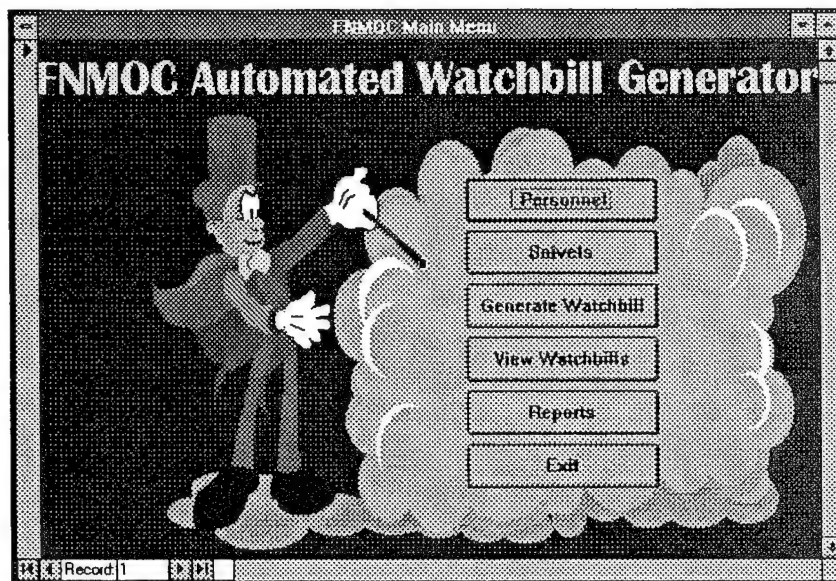 FNMOC Main Menu
FNMOC Automated Watchbill Generator
Personnel
Snivels
Generate Watchbill
View Watchbills
Reports
Exit
Record: 1